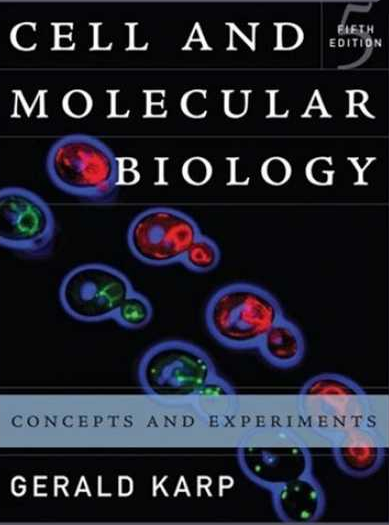 CELL AND
5
FIFTH
EDITION
MOLECULAR
BIOLOGY
CONCEPTS AND EXPERIMENTS
GERALD KARP